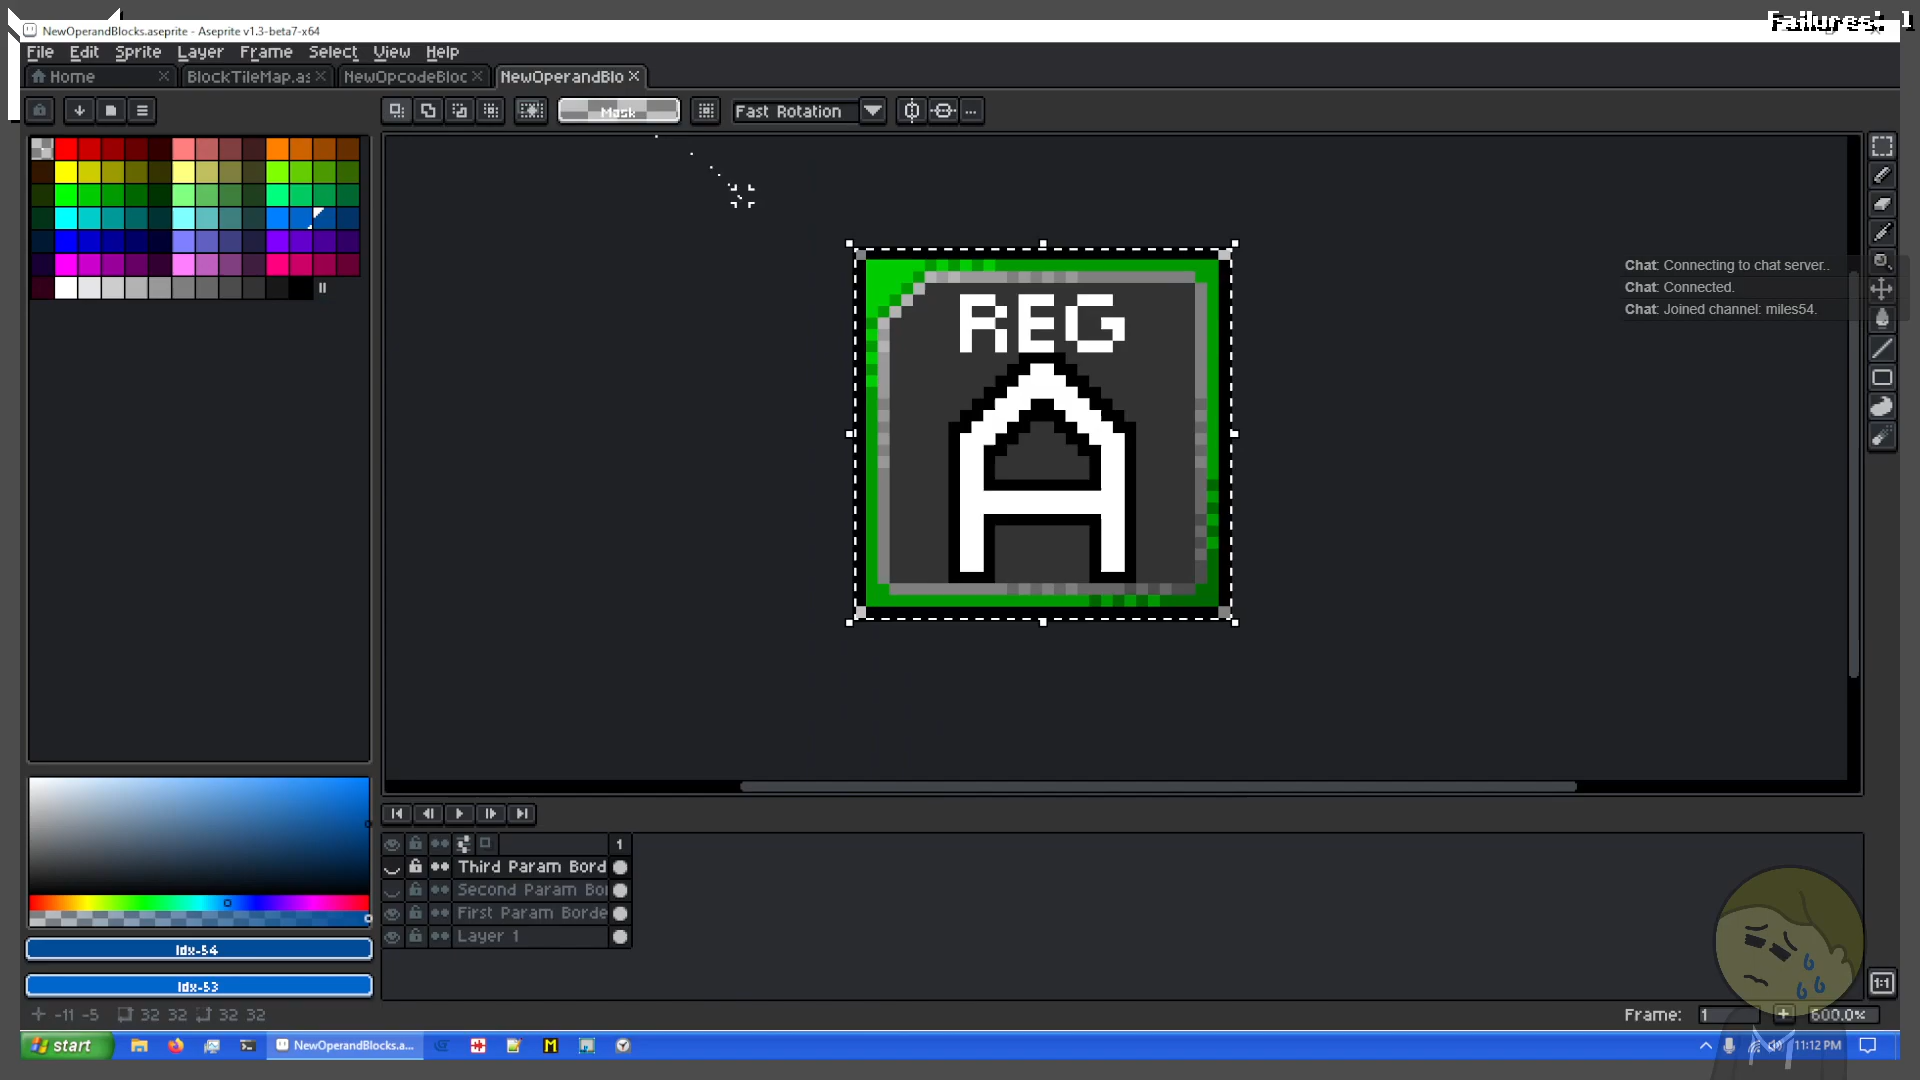 Failures: 1
NewOperandBlocks.aseprite - Aseprite v1.3-beta7-x64
File Edit Sprite Layer Frame Select View Help
Home BlockTileMap.as NewOpcodeBloc NewOperandBlo
Mask Fast Rotation
Chat: Connecting to chat server..
Chat: Connected.
Chat: Joined channel: miles54.
REG
A
1
Third Param Bord
Second Param Bo
First Param Borde
Layer 1
Idx-54
Idx-53
1:1
-11 -5 32 32 32 32
Frame: 1 600.0%
start NewOperandBlocks.a... 11:12 PM